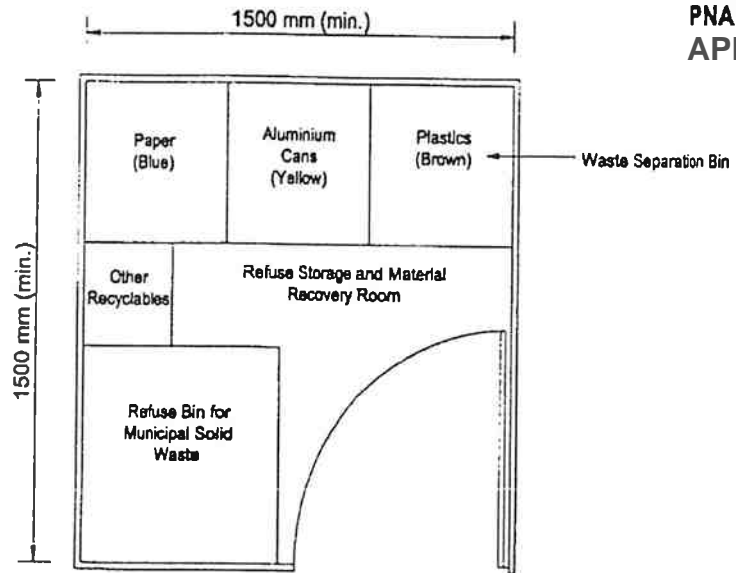 1500 mm (min.)
PNA
Paper
(Blue)
Aluminium
Cans
(Yellow)
Plastics
(Brown)
Waste Separation Bin
1500 mm (min.)
Other
Recyclables
Refuse Storage and Material
Recovery Room
Refuse Bin for
Municipal Solid
Waste